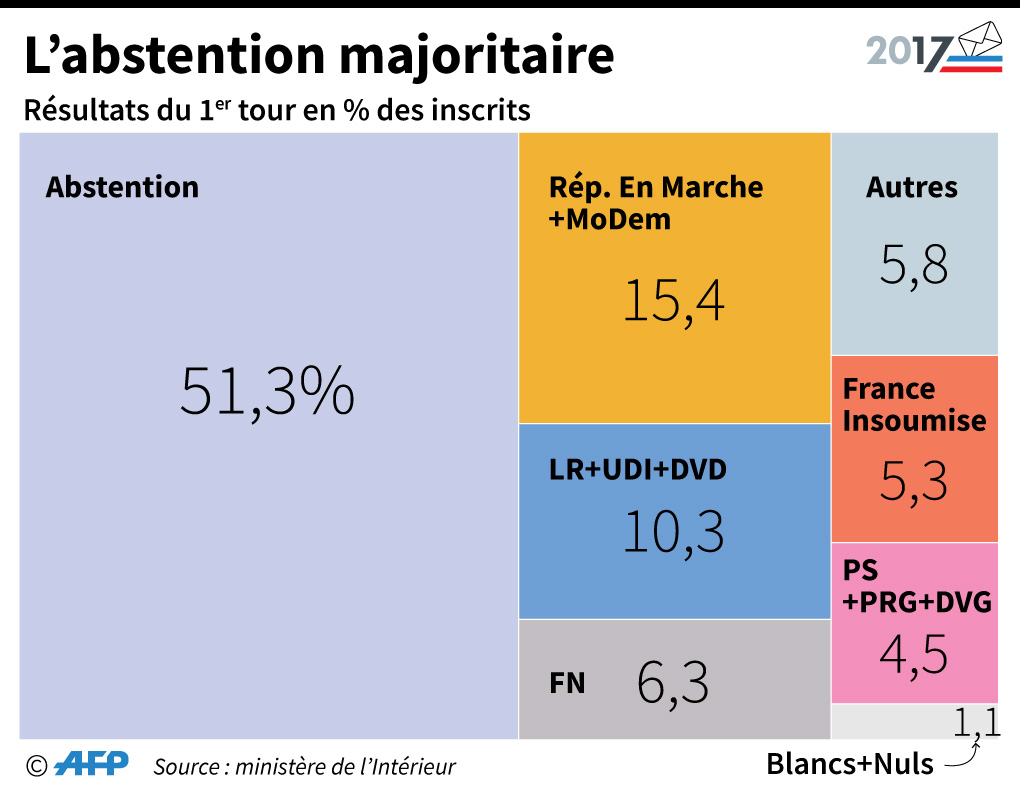 L’abstention majoritaire
2017
Résultats du 1er tour en % des inscrits
Abstention
51,3%
Rép. En Marche
+MoDem
15,4
LR+UDI+DVD
10,3
FN 6,3
Autres
5,8
France
Insoumise
5,3
PS
+PRG+DVG
4,5
1,1
Blancs+Nuls
© AFP Source : ministère de l’Intérieur